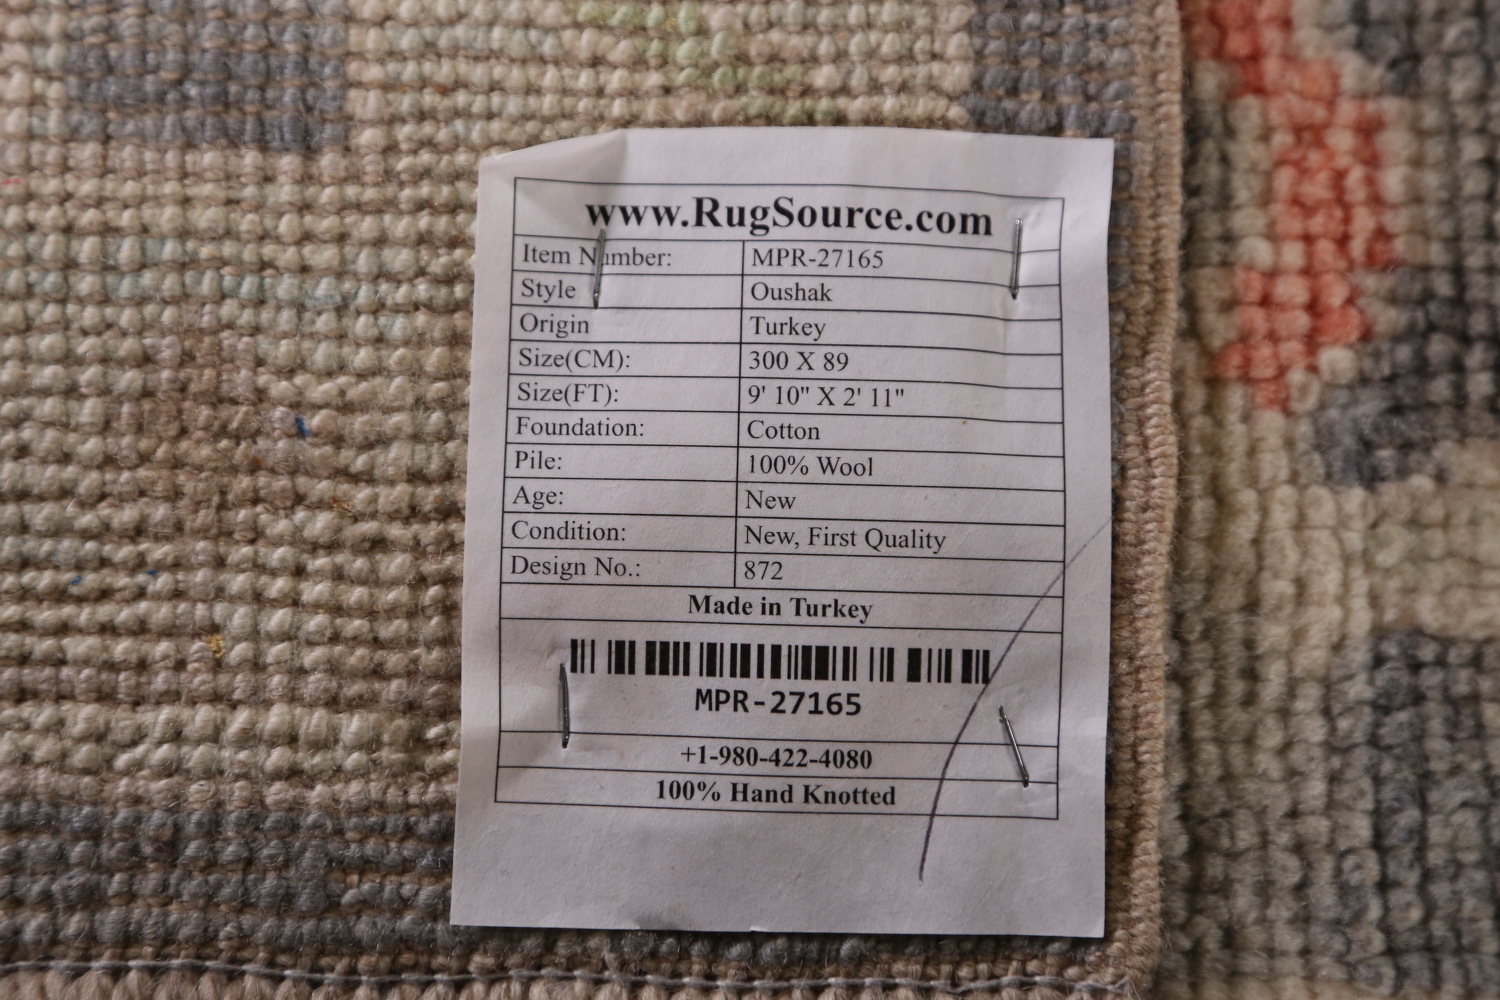 www.RugSource.com
Item Number: MPR-27165
Style Oushak
Origin Turkey
Size(CM): 300 X 89
Size(FT): 9' 10" X 2' 11"
Foundation: Cotton
Pile: 100% Wool
Age: New
Condition: New, First Quality
Design No.: 872
Made in Turkey
MPR-27165
+1-980-422-4080
100% Hand Knotted